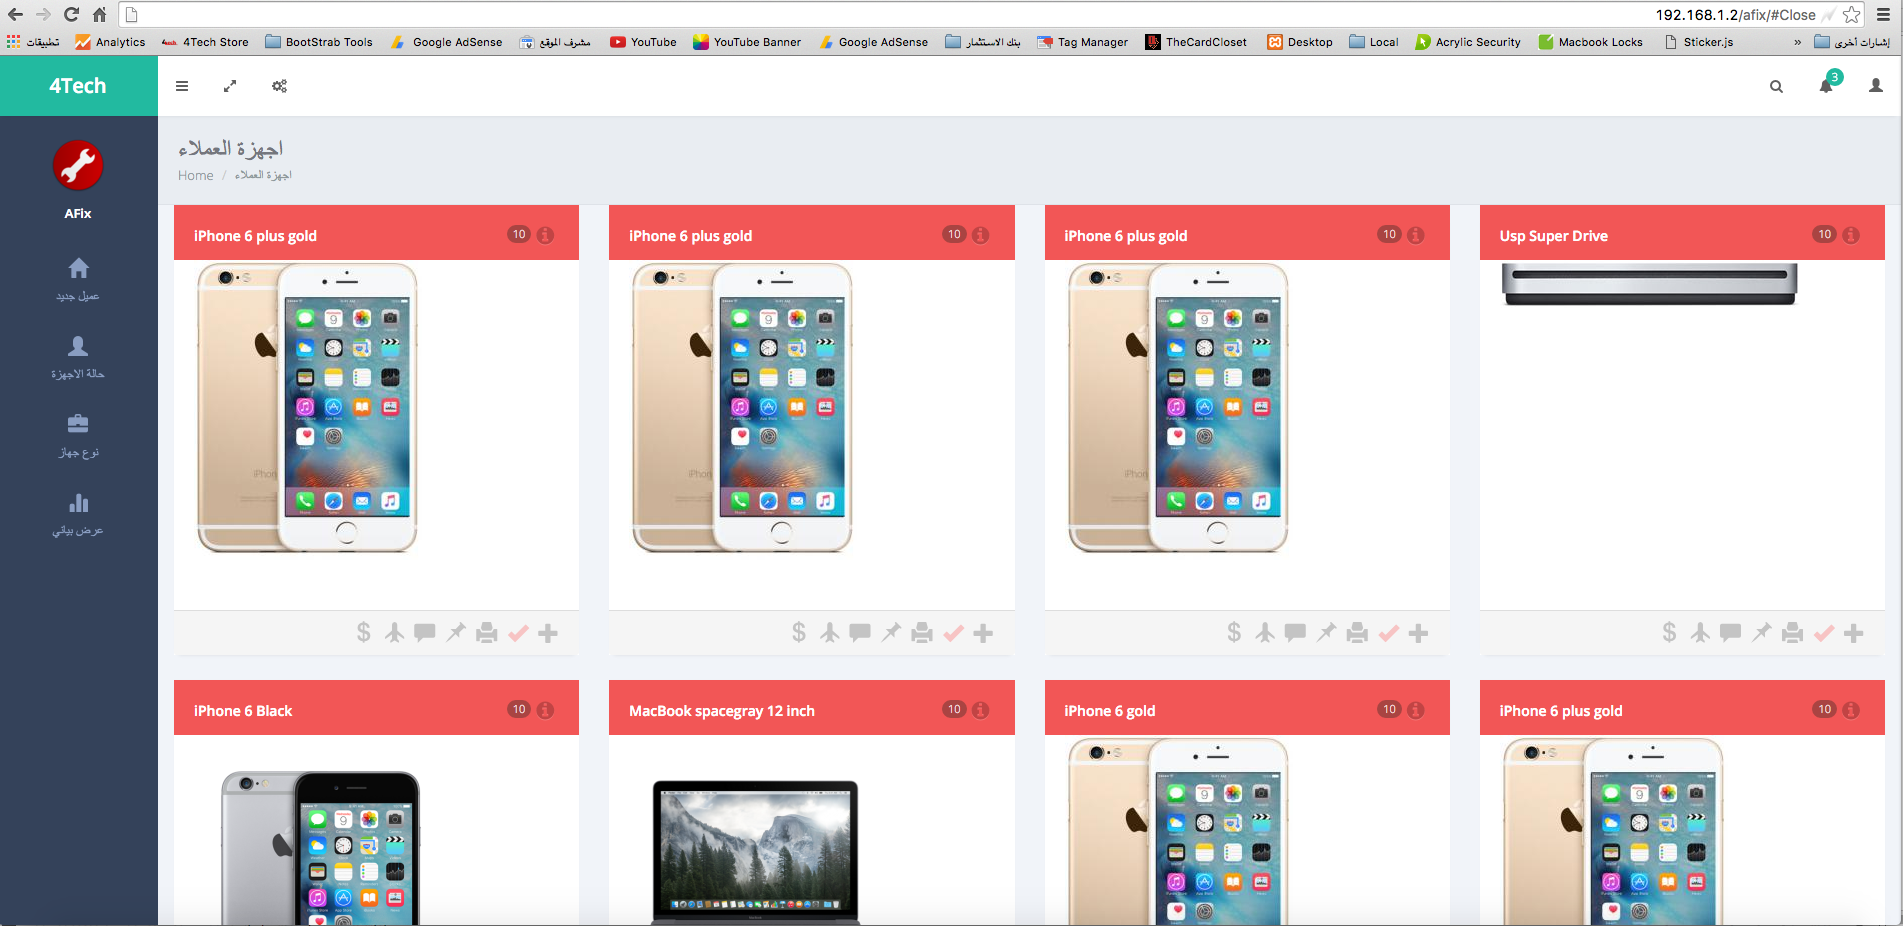 192.168.1.2/afix/#Close
تطبيقات
Analytics
4Tech Store
BootStrab Tools
Google AdSense
مشرف الموقع
YouTube
YouTube Banner
Google AdSense
بنك الاستثمار
Tag Manager
TheCardCloset
Desktop
Local
Acrylic Security
Macbook Locks
Sticker.js
»
إشارات أخرى
4Tech
3
AFix
عميل جديد
حالة الاجهزة
نوع جهاز
عرض بياني
اجهزة العملاء
Home / اجهزة العملاء
iPhone 6 plus gold 10
iPhone 6 plus gold 10
iPhone 6 plus gold 10
Usp Super Drive 10
iPhone 6 Black 10
MacBook spacegray 12 inch 10
iPhone 6 gold 10
iPhone 6 plus gold 10